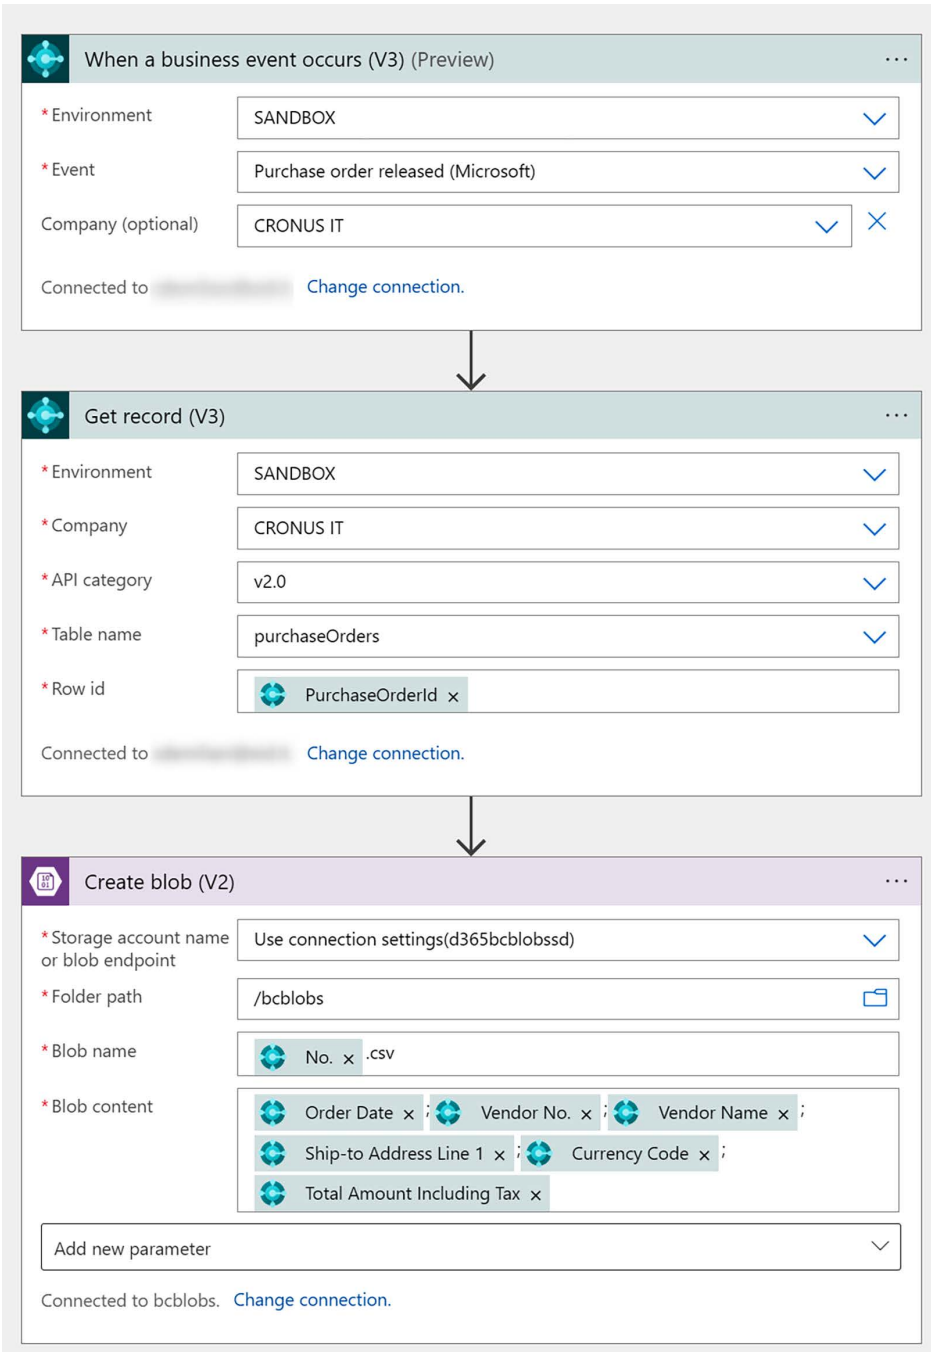 When a business event occurs (V3) (Preview)
* Environment SANDBOX
* Event Purchase order released (Microsoft)
Company (optional) CRONUS IT
Connected to Change connection.
Get record (V3)
* Environment SANDBOX
* Company CRONUS IT
* API category v2.0
* Table name purchaseOrders
* Row id PurchaseOrderId ×
Connected to Change connection.
Create blob (V2)
* Storage account name
or blob endpoint
Use connection settings(d365bcblobssd)
* Folder path /bcblobs
* Blob name No. × .csv
* Blob content Order Date × ; Vendor No. × ; Vendor Name × ;
Ship-to Address Line 1 × ; Currency Code × ;
Total Amount Including Tax ×
Add new parameter
Connected to bcblobs. Change connection.